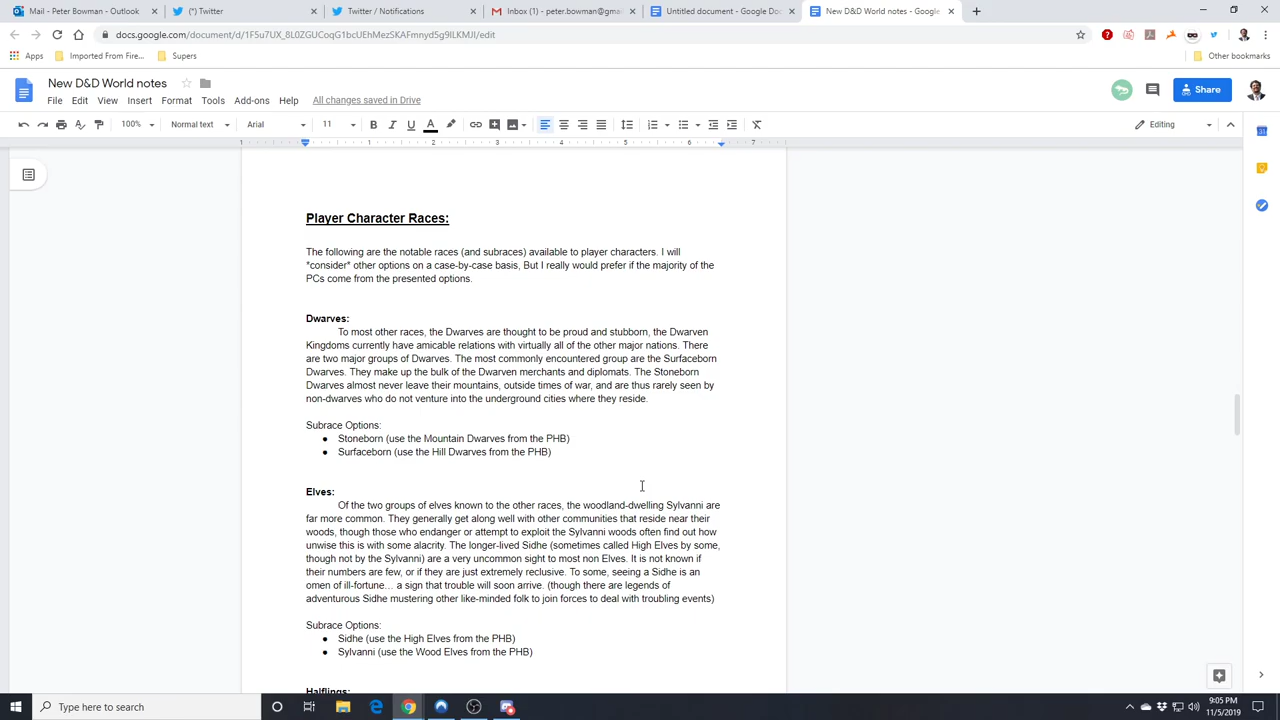 Mail - Peter Bowman - Outlook
(*) Twitter
Twitter / Notifications
Inbox (1) - peter.bowman@gmai
Untitled document - Google Doc
New D&D World notes - Google
Apps
Imported From Fire...
Supers
Other bookmarks
New D&D World notes
File Edit View Insert Format Tools Add-ons Help All changes saved in Drive
Share
100% Normal text Arial 11
Editing
1 1 2 3 4 5 6 7
Player Character Races:
The following are the notable races (and subraces) available to player characters. I will
*consider* other options on a case-by-case basis, But I really would prefer if the majority of the
PCs come from the presented options.
Dwarves:
To most other races, the Dwarves are thought to be proud and stubborn, the Dwarven
Kingdoms currently have amicable relations with virtually all of the other major nations. There
are two major groups of Dwarves. The most commonly encountered group are the Surfaceborn
Dwarves. They make up the bulk of the Dwarven merchants and diplomats. The Stoneborn
Dwarves almost never leave their mountains, outside times of war, and are thus rarely seen by
non-dwarves who do not venture into the underground cities where they reside.
Subrace Options:
● Stoneborn (use the Mountain Dwarves from the PHB)
● Surfaceborn (use the Hill Dwarves from the PHB)
Elves:
Of the two groups of elves known to the other races, the woodland-dwelling Sylvanni are
far more common. They generally get along well with other communities that reside near their
woods, though those who endanger or attempt to exploit the Sylvanni woods often find out how
unwise this is with some alacrity. The longer-lived Sidhe (sometimes called High Elves by some,
though not by the Sylvanni) are a very uncommon sight to most non Elves. It is not known if
their numbers are few, or if they are just extremely reclusive. To some, seeing a Sidhe is an
omen of ill-fortune... a sign that trouble will soon arrive. (though there are legends of
adventurous Sidhe mustering other like-minded folk to join forces to deal with troubling events)
Subrace Options:
● Sidhe (use the High Elves from the PHB)
● Sylvanni (use the Wood Elves from the PHB)
Halflings:
Type here to search
9:05 PM
11/5/2019